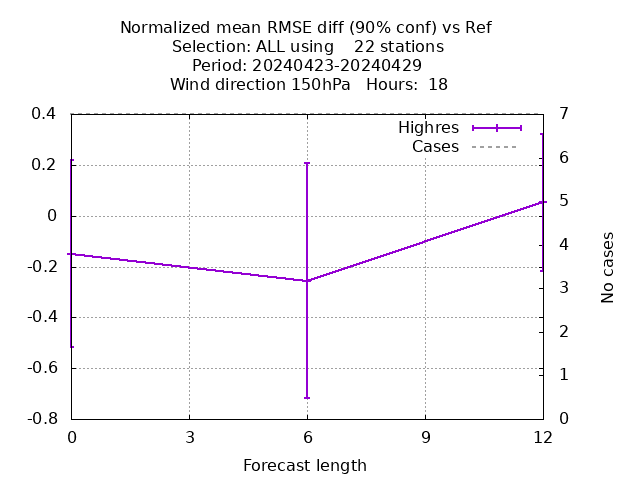 Normalized mean RMSE diff (90% conf) vs Ref
Selection: ALL using    22 stations
Period: 20240423-20240429
Wind direction 150hPa   Hours:  18
Highres
Cases
0.4
0.2
0
-0.2
-0.4
-0.6
-0.8
7
6
5
4
3
2
1
0
No cases
0 3 6 9 12
Forecast length